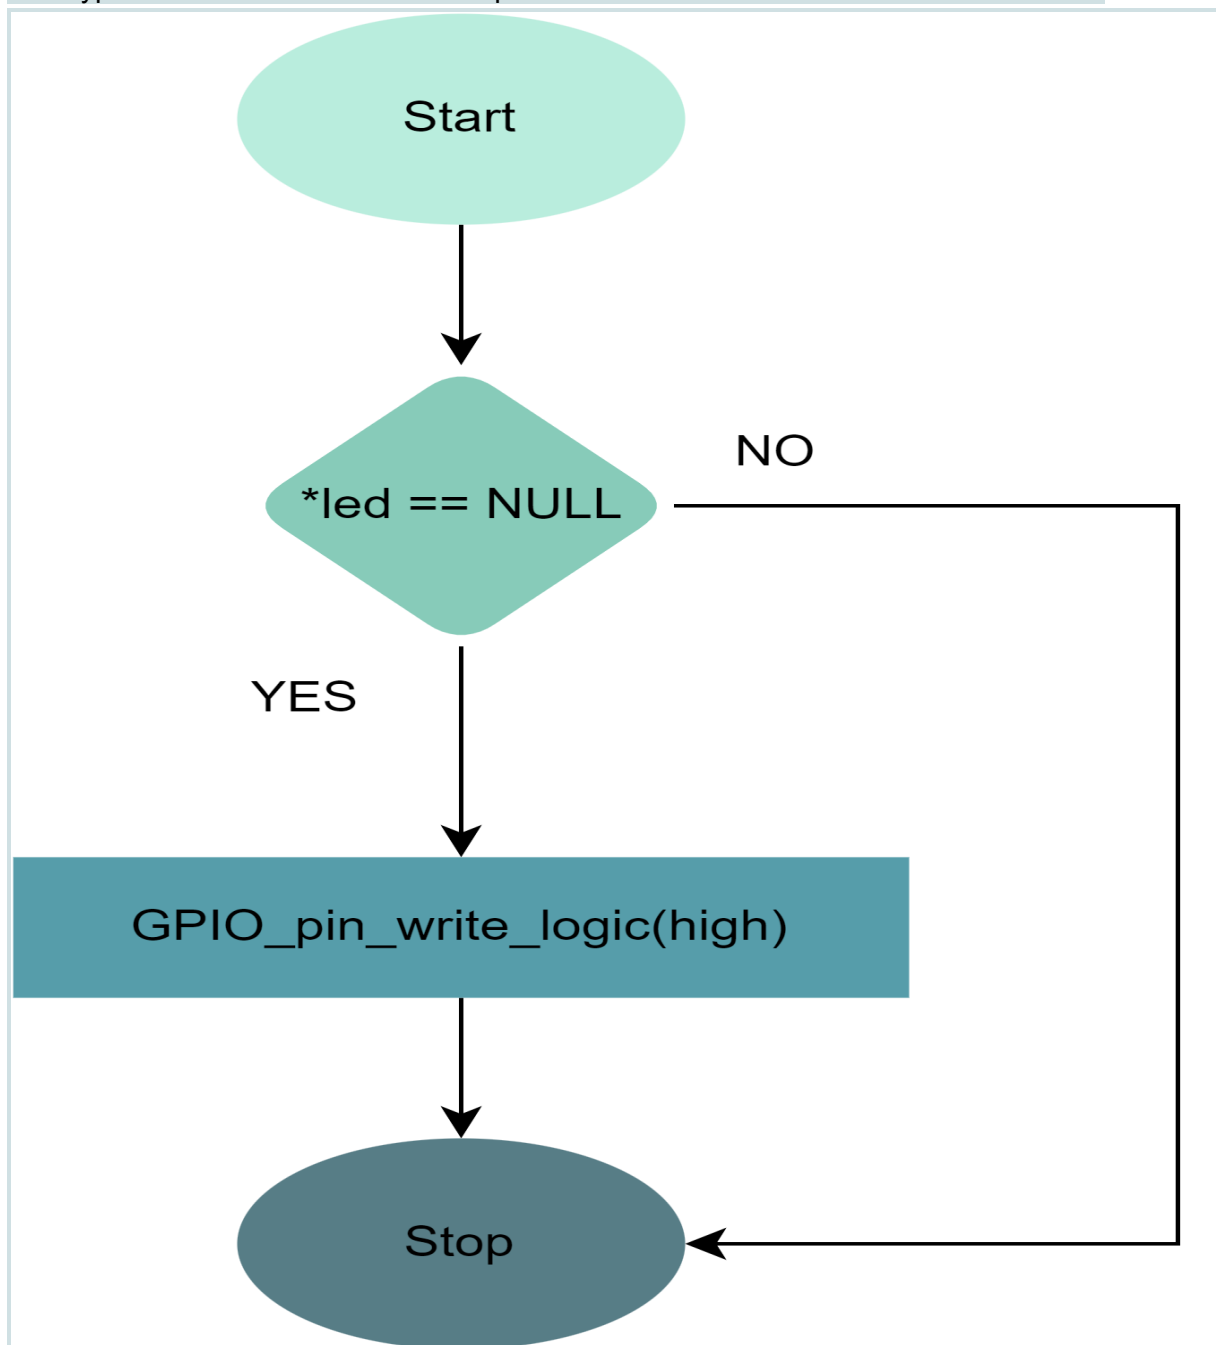 Start
*led == NULL
NO
YES
GPIO_pin_write_logic(high)
Stop